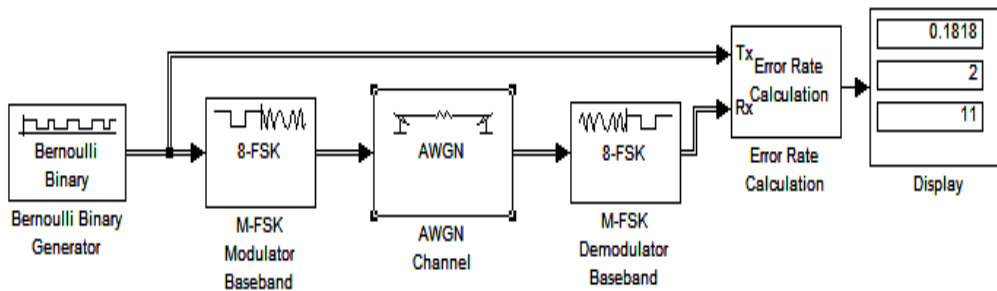 Bernoulli
Binary
Bernoulli Binary
Generator
8-FSK
M-FSK
Modulator
Baseband
AWGN
AWGN
Channel
8-FSK
M-FSK
Demodulator
Baseband
Tx
Rx
Error Rate
Calculation
Error Rate
Calculation
0.1818
2
11
Display